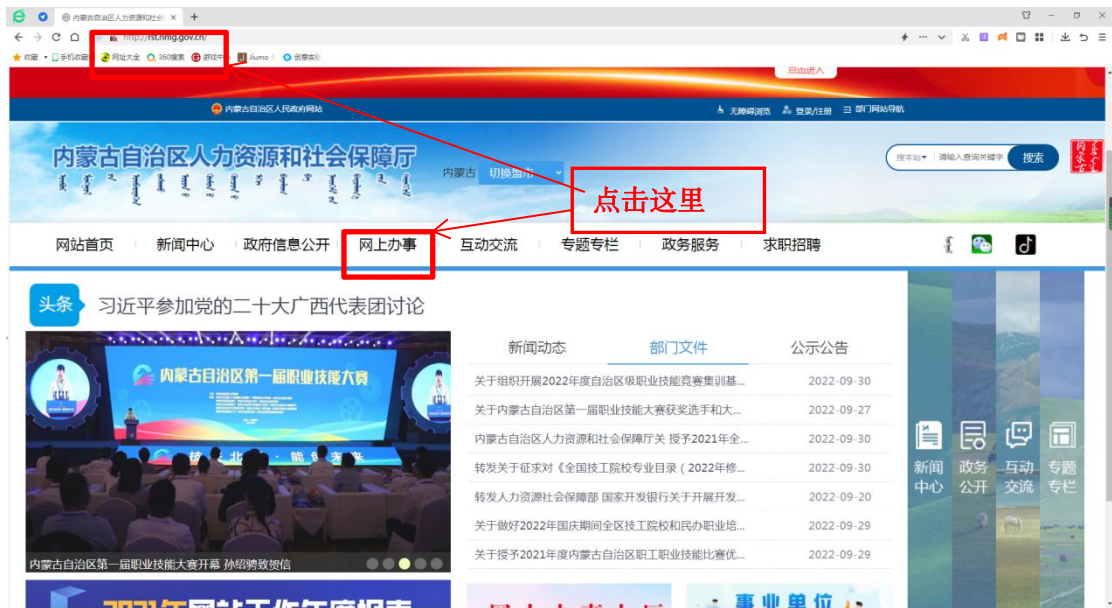 内蒙古自治区人力资源和社会 × +
http://rst.nmg.gov.cn/
收藏 手机收藏 网址大全 360搜索 游戏中心 Jiumo
点击进入
内蒙古自治区人民政府网站 无障碍浏览 登录/注册 部门网站导航
内蒙古自治区人力资源和社会保障厅
内蒙古 切换盟市
搜本站 请输入查询关键字 搜索
点击这里
网站首页 新闻中心 政府信息公开 网上办事 互动交流 专题专栏 政务服务 求职招聘
头条 习近平参加党的二十大广西代表团讨论
内蒙古自治区第一届职业技能大赛
内蒙古自治区第一届职业技能大赛开幕 孙绍骋致贺信
新闻动态 部门文件 公示公告
关于组织开展2022年度自治区级职业技能竞赛集训基... 2022-09-30
关于内蒙古自治区第一届职业技能大赛获奖选手和大... 2022-09-27
内蒙古自治区人力资源和社会保障厅关 授予2021年全... 2022-09-30
转发关于征求对《全国技工院校专业目录(2022年修... 2022-09-30
转发人力资源社会保障部 国家开发银行关于开展开发... 2022-09-20
关于做好2022年国庆期间全区技工院校和民办职业培... 2022-09-29
关于授予2021年度内蒙古自治区职工职业技能比赛优... 2022-09-29
新闻中心 政务公开 互动交流 专题专栏
2021年网站工作年度报表
事业单位